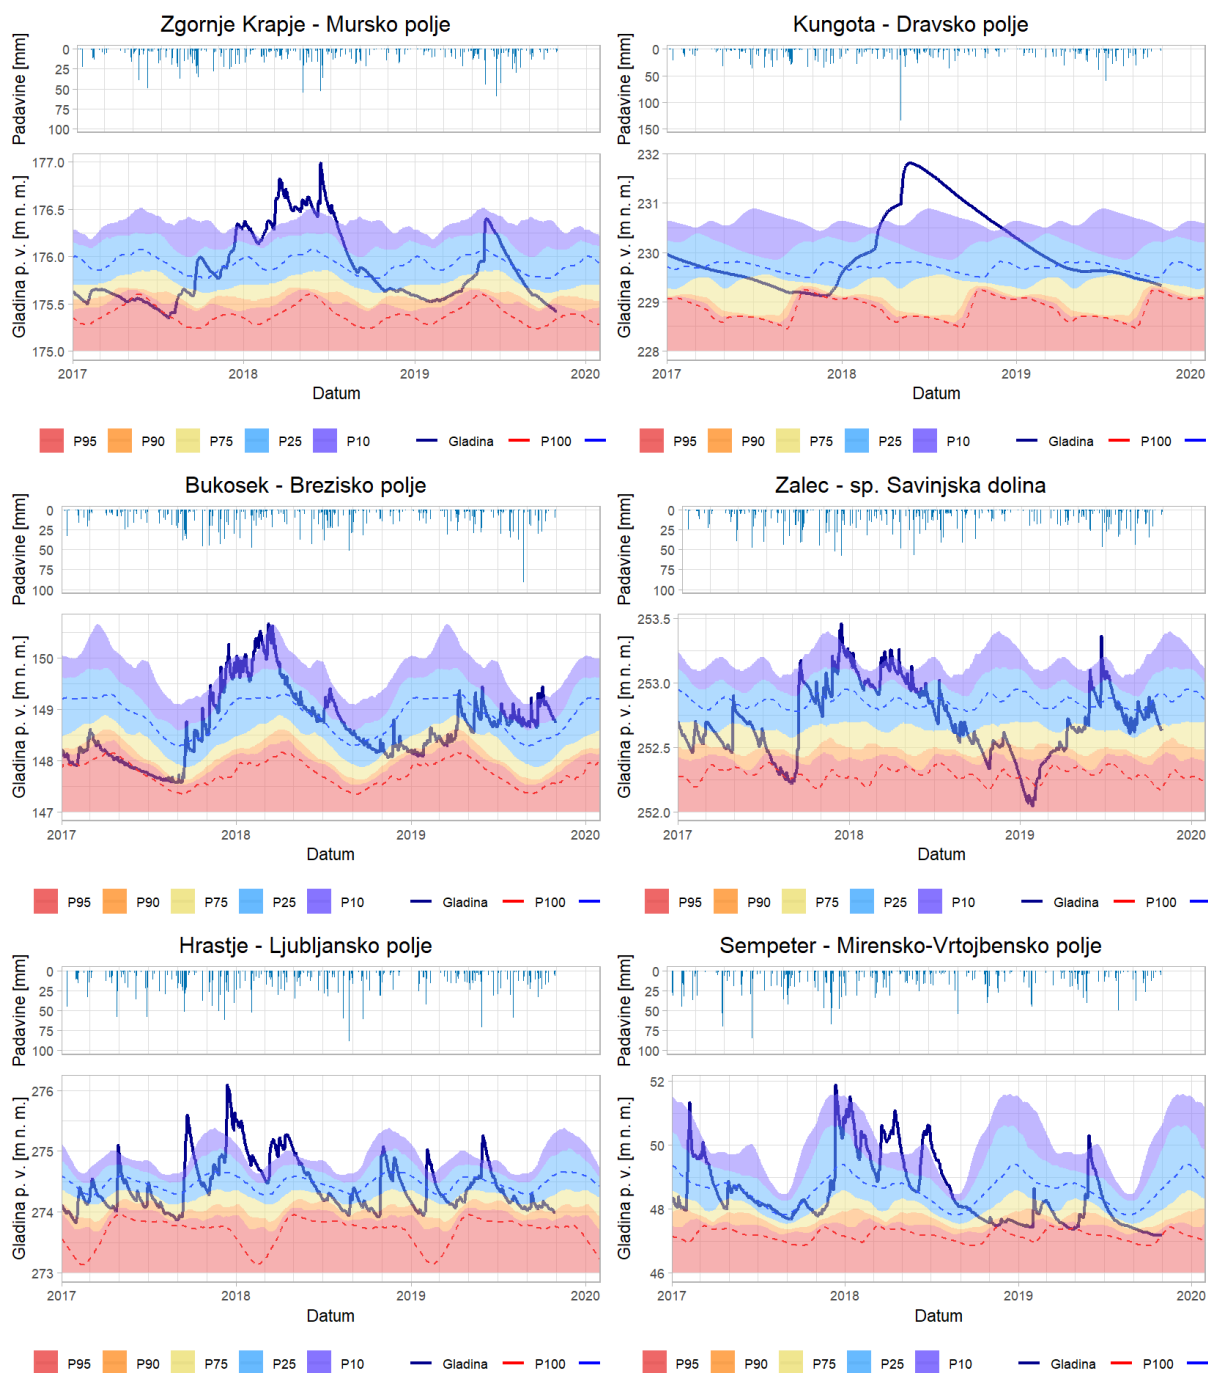 Zgornje Krapje - Mursko polje
Padavine [mm]
0
25
50
75
100
Gladina p. v. [m n. m.]
177.0
176.5
176.0
175.5
175.0
2017 2018 2019 2020
Datum
P95 P90 P75 P25 P10 Gladina P100
Kungota - Dravsko polje
Padavine [mm]
0
50
100
150
Gladina p. v. [m n. m.]
232
231
230
229
228
2017 2018 2019 2020
Datum
P95 P90 P75 P25 P10 Gladina P100
Bukosek - Brezisko polje
Padavine [mm]
0
25
50
75
100
Gladina p. v. [m n. m.]
150
149
148
147
2017 2018 2019 2020
Datum
P95 P90 P75 P25 P10 Gladina P100
Zalec - sp. Savinjska dolina
Padavine [mm]
0
25
50
75
100
Gladina p. v. [m n. m.]
253.5
253.0
252.5
252.0
2017 2018 2019 2020
Datum
P95 P90 P75 P25 P10 Gladina P100
Hrastje - Ljubljansko polje
Padavine [mm]
0
25
50
75
100
Gladina p. v. [m n. m.]
276
275
274
273
2017 2018 2019 2020
Datum
P95 P90 P75 P25 P10 Gladina P100
Sempeter - Mirensko-Vrtojbensko polje
Padavine [mm]
0
25
50
75
100
Gladina p. v. [m n. m.]
52
50
48
46
2017 2018 2019 2020
Datum
P95 P90 P75 P25 P10 Gladina P100